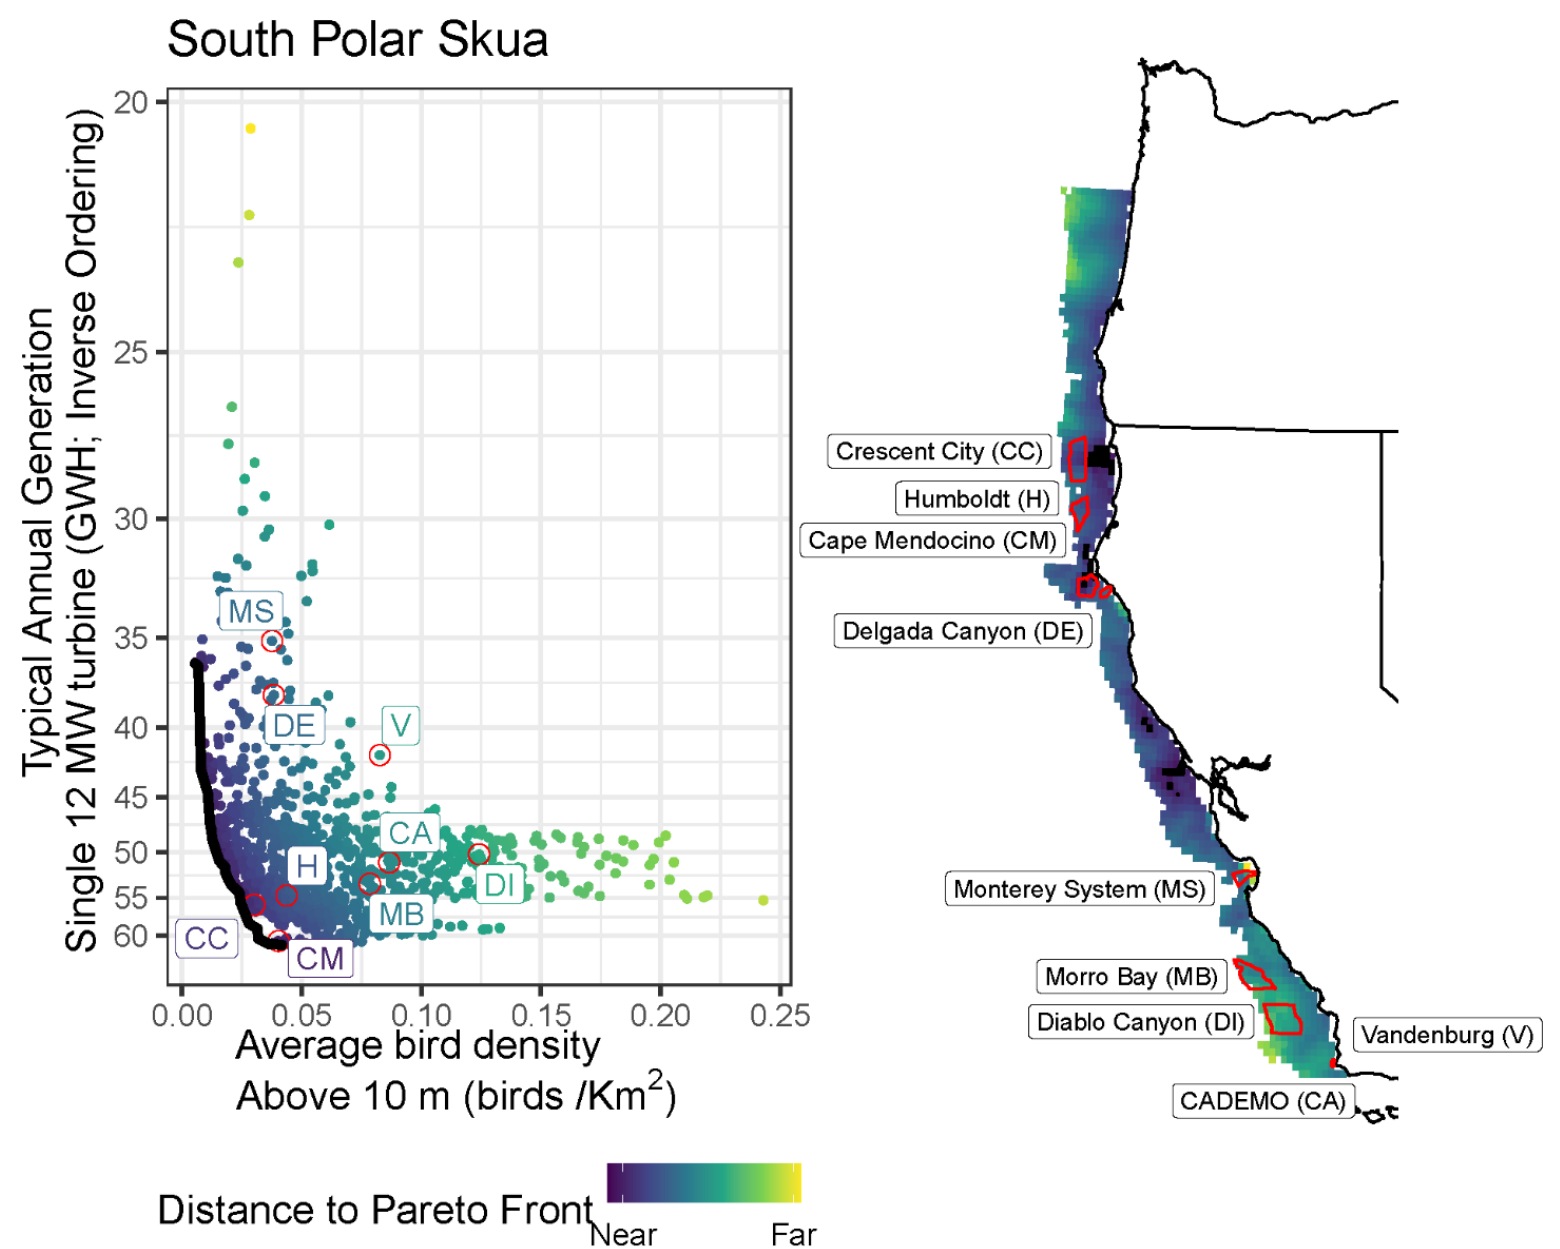 South Polar Skua
Typical Annual Generation
Single 12 MW turbine (GWH; Inverse Ordering)
20
25
30
35
40
45
50
55
60
MS
DE
V
CA
H
DI
MB
CC
CM
0.00
0.05
0.10
0.15
0.20
0.25
Average bird density
Above 10 m (birds /Km²)
Distance to Pareto Front
Near
Far
Crescent City (CC)
Humboldt (H)
Cape Mendocino (CM)
Delgada Canyon (DE)
Monterey System (MS)
Morro Bay (MB)
Diablo Canyon (DI)
Vandenburg (V)
CADEMO (CA)